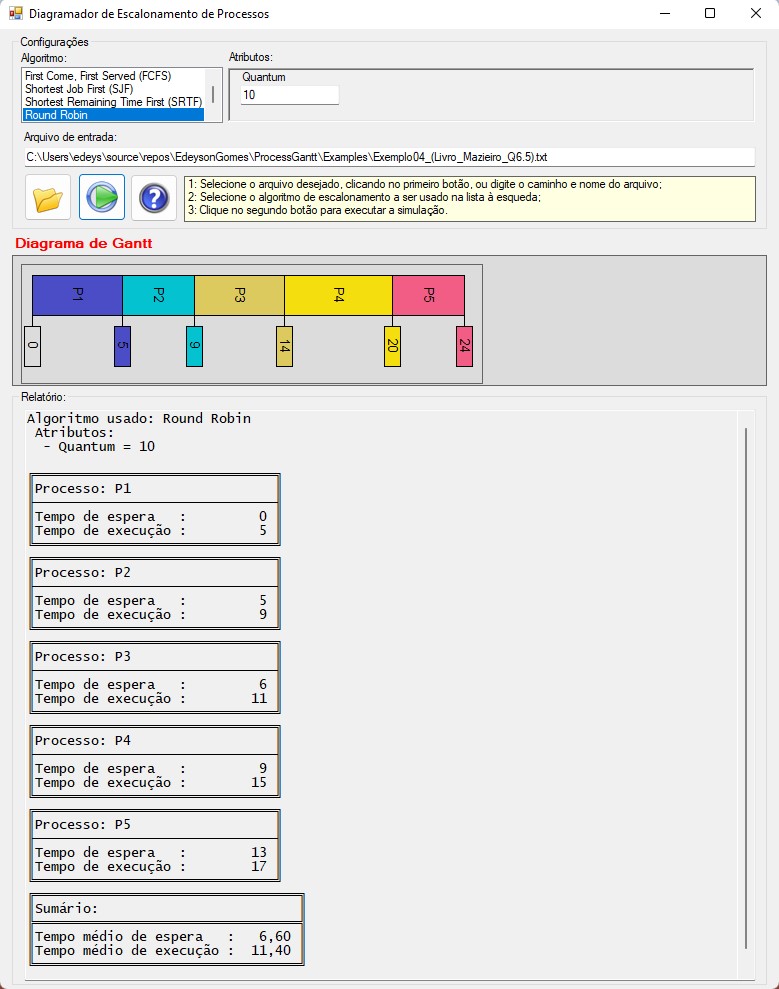 Diagramador de Escalonamento de Processos
Configurações
Algoritmo:
First Come, First Served (FCFS)
Shortest Job First (SJF)
Shortest Remaining Time First (SRTF)
Round Robin
Atributos:
Quantum
10
Arquivo de entrada:
C:\Users\edeys\source\repos\EdeysonGomes\ProcessGantt\Examples\Exemplo04_(Livro_Mazieiro_Q6.5).txt
1: Selecione o arquivo desejado, clicando no primeiro botão, ou digite o caminho e nome do arquivo;
2: Selecione o algoritmo de escalonamento a ser usado na lista à esqueda;
3: Clique no segundo botão para executar a simulação.
Diagrama de Gantt
P1 P2 P3 P4 P5
0 5 9 14 20 24
Relatório:
Algoritmo usado: Round Robin
Atributos:
- Quantum = 10
Processo: P1
Tempo de espera : 0
Tempo de execução : 5
Processo: P2
Tempo de espera : 5
Tempo de execução : 9
Processo: P3
Tempo de espera : 6
Tempo de execução : 11
Processo: P4
Tempo de espera : 9
Tempo de execução : 15
Processo: P5
Tempo de espera : 13
Tempo de execução : 17
Sumário:
Tempo médio de espera : 6,60
Tempo médio de execução : 11,40